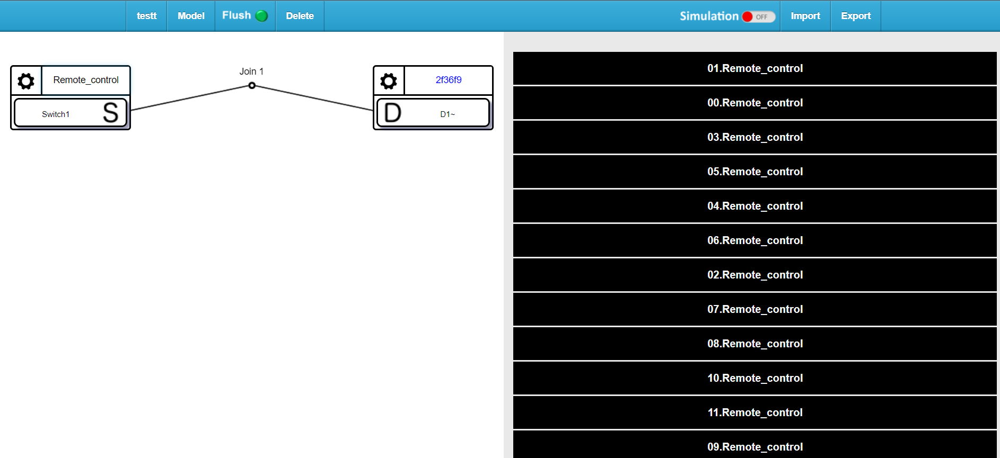 testt
Model
Flush
Delete
Simulation
OFF
Import
Export
Remote_control
Switch1
S
Join 1
2f36f9
D
D1~
01.Remote_control
00.Remote_control
03.Remote_control
05.Remote_control
04.Remote_control
06.Remote_control
02.Remote_control
07.Remote_control
08.Remote_control
10.Remote_control
11.Remote_control
09.Remote_control